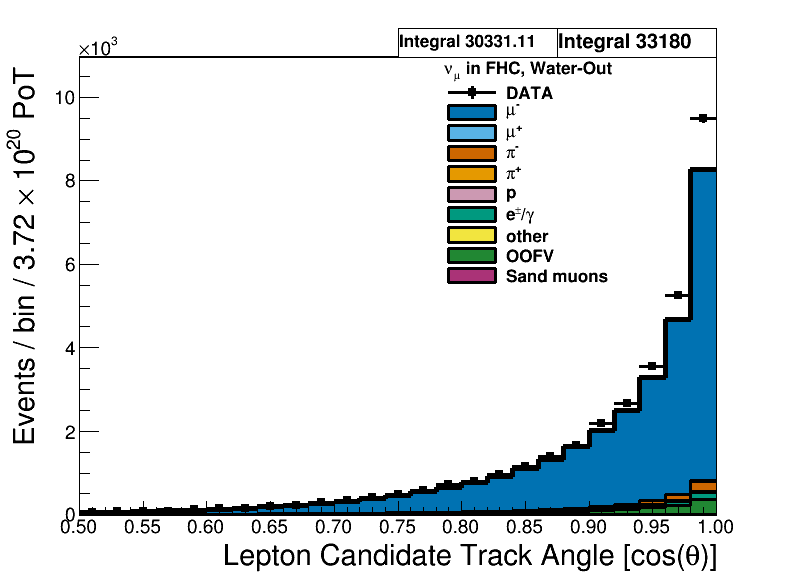 ×10³
Integral 30331.11
Integral 33180
ν_μ in FHC, Water-Out
DATA
μ⁻
μ⁺
π⁻
π⁺
p
e±/γ
other
OOFV
Sand muons
Events / bin / 3.72 × 10²⁰ PoT
10
8
6
4
2
0
0.50 0.55 0.60 0.65 0.70 0.75 0.80 0.85 0.90 0.95 1.00
Lepton Candidate Track Angle [cos(θ)]